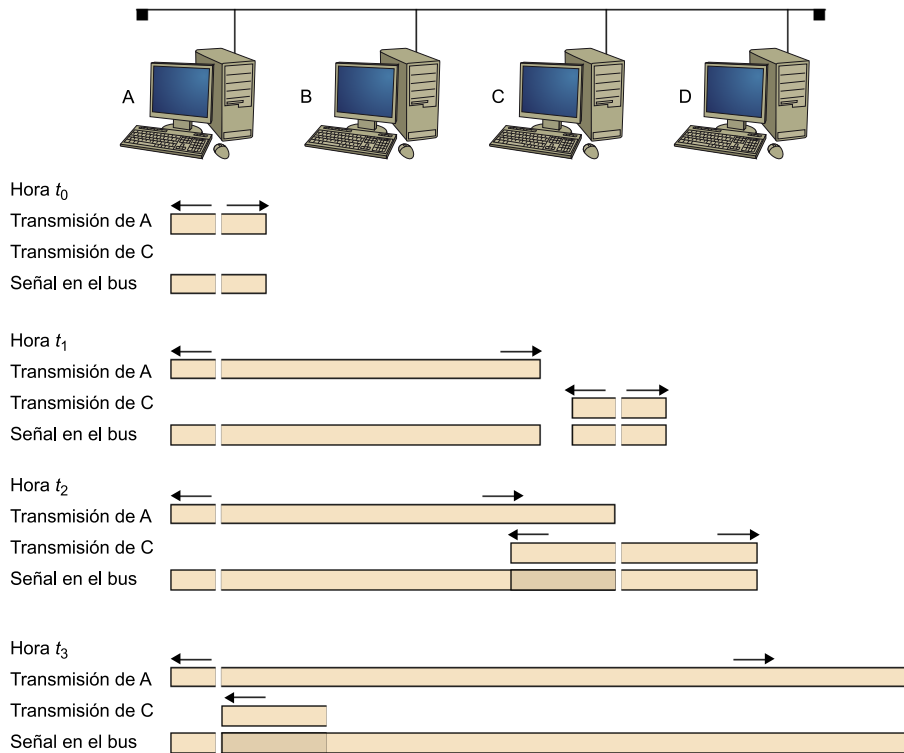 A
B
C
D
Hora t0
Transmisión de A
Transmisión de C
Señal en el bus
Hora t1
Transmisión de A
Transmisión de C
Señal en el bus
Hora t2
Transmisión de A
Transmisión de C
Señal en el bus
Hora t3
Transmisión de A
Transmisión de C
Señal en el bus